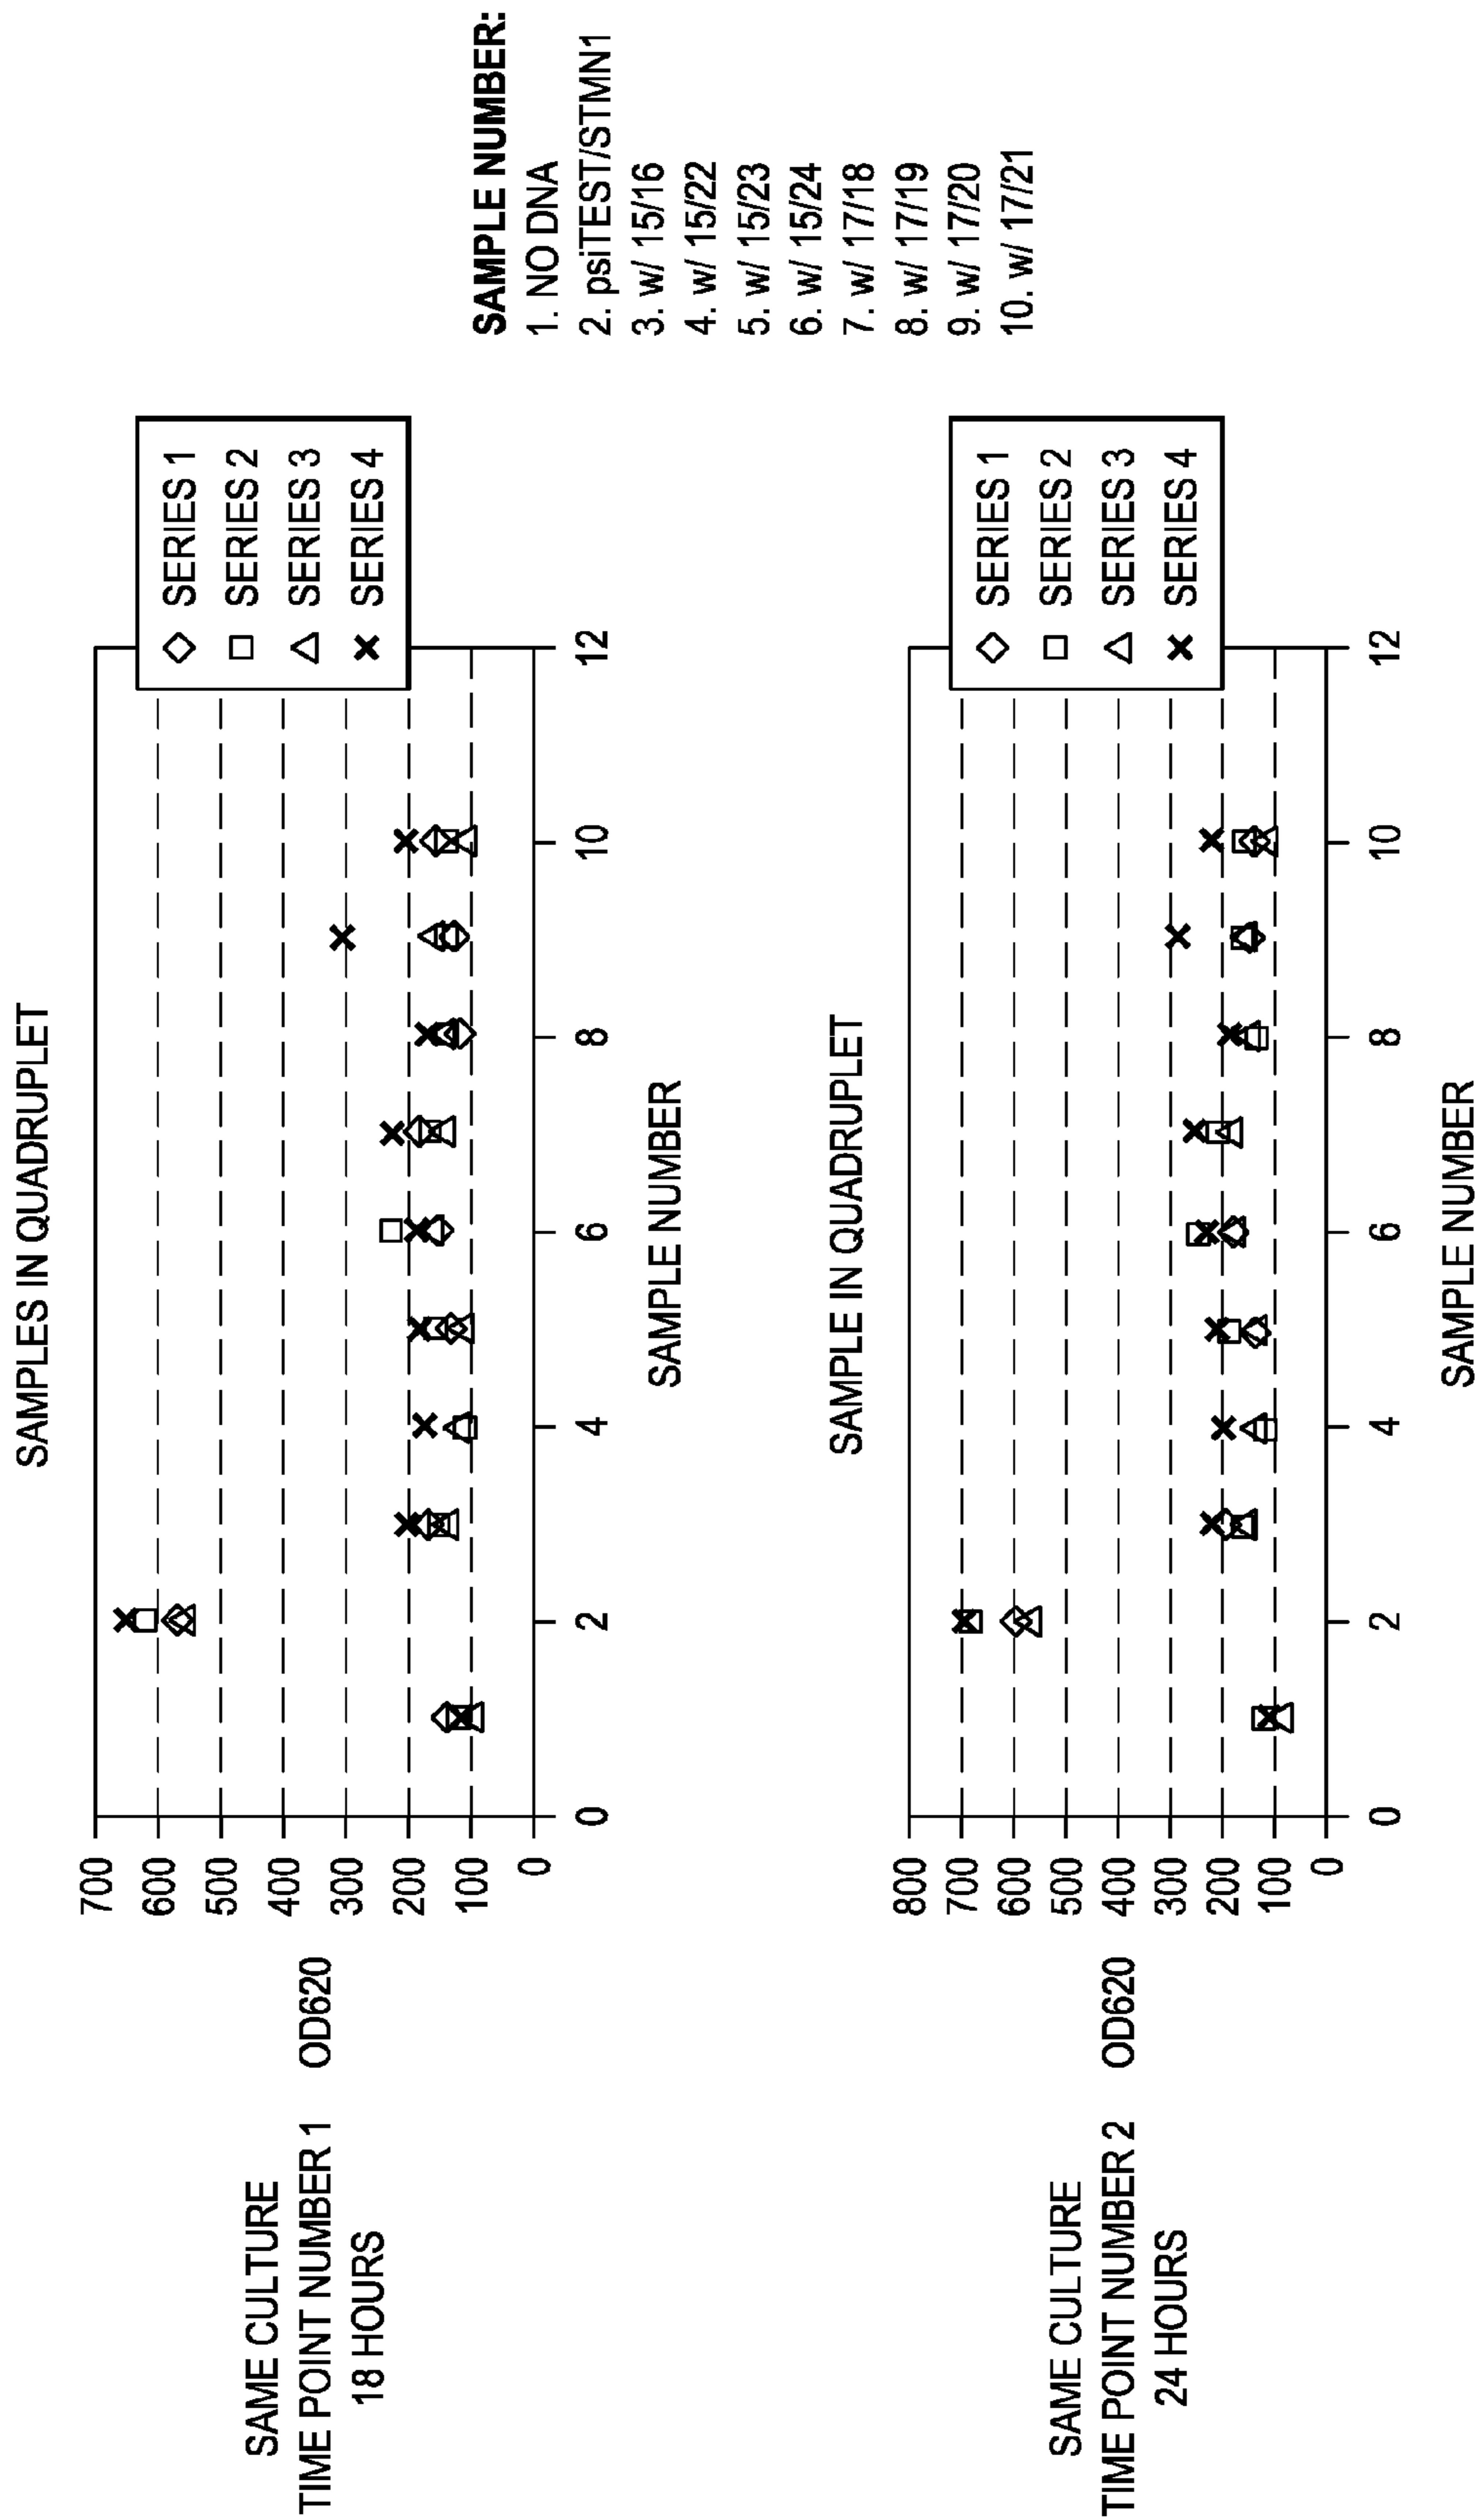 SAMPLES IN QUADRUPLET
SAME CULTURE
TIME POINT NUMBER 1
18 HOURS
OD620
700
600
500
400
300
200
100
0
0
2
4
6
8
10
12
SAMPLE NUMBER
SERIES 1
SERIES 2
SERIES 3
SERIES 4
SAMPLE NUMBER:
1. NO DNA
2. psiTEST/STMN1
3. w/ 15/16
4. w/ 15/22
5. w/ 15/23
6. w/ 15/24
7. w/ 17/18
8. w/ 17/19
9. w/ 17/20
10. w/ 17/21
SAMPLE IN QUADRUPLET
SAME CULTURE
TIME POINT NUMBER 2
24 HOURS
OD620
800
700
600
500
400
300
200
100
0
0
2
4
6
8
10
12
SAMPLE NUMBER
SERIES 1
SERIES 2
SERIES 3
SERIES 4